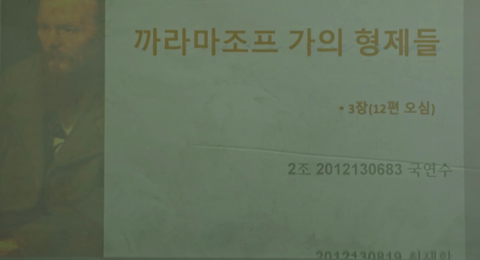 까라마조프 가의 형제들
• 3장(12편 오심)
2조 2012130683 국연수
2012130819